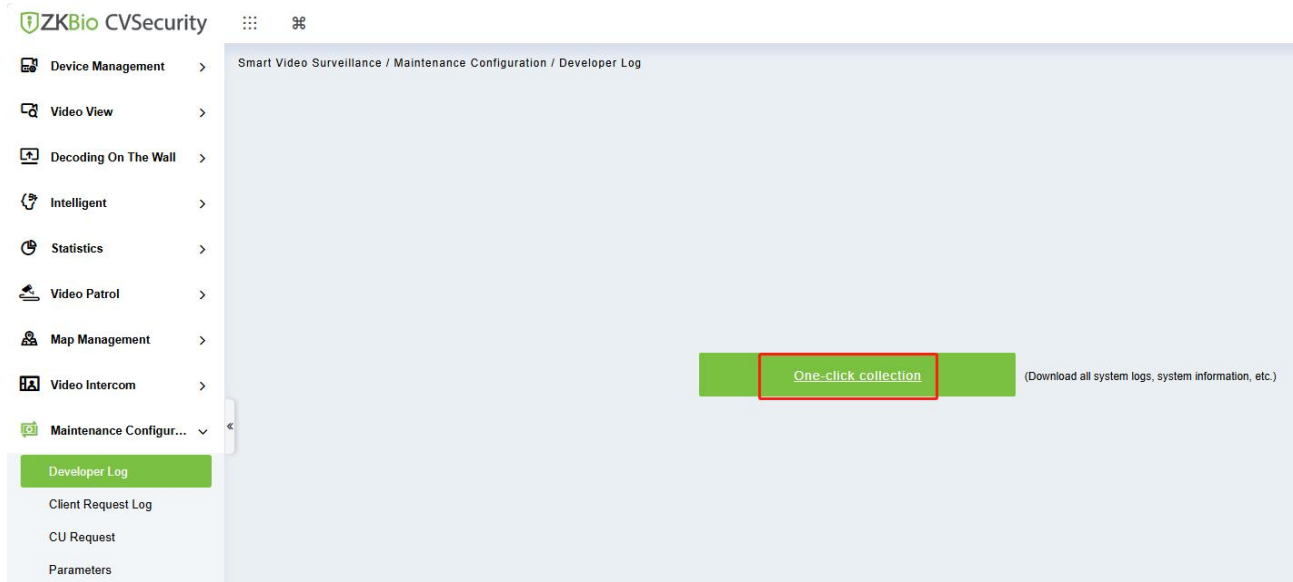 ZKBio CVSecurity
Smart Video Surveillance / Maintenance Configuration / Developer Log
Device Management
Video View
Decoding On The Wall
Intelligent
Statistics
Video Patrol
Map Management
Video Intercom
Maintenance Configur...
Developer Log
Client Request Log
CU Request
Parameters
One-click collection
(Download all system logs, system information, etc.)